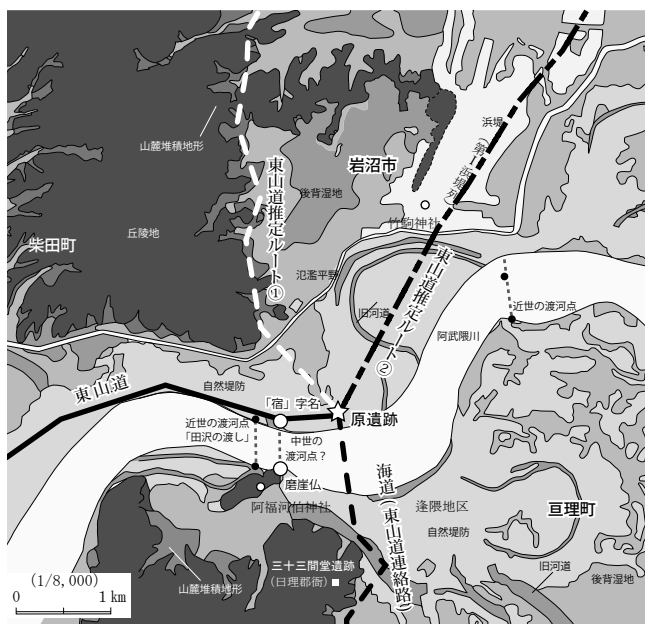 浜堤
(第Ⅰ浜堤列)
山麓堆積地形
岩沼市
東山道推定ルート①
後背湿地
竹駒神社
丘陵地
柴田町
氾濫平野
東山道推定ルート②
旧河道
近世の渡河点
阿武隈川
東山道
自然堤防
「宿」字名
原遺跡
近世の渡河点
「田沢の渡し」
中世の
渡河点？
磨崖仏
海道(東山道連絡路)
阿福河伯神社
逢隈地区
亘理町
自然堤防
三十三間堂遺跡
(日理郡衙)
旧河道
後背湿地
山麓堆積地形
(1/8,000)
0 1 km